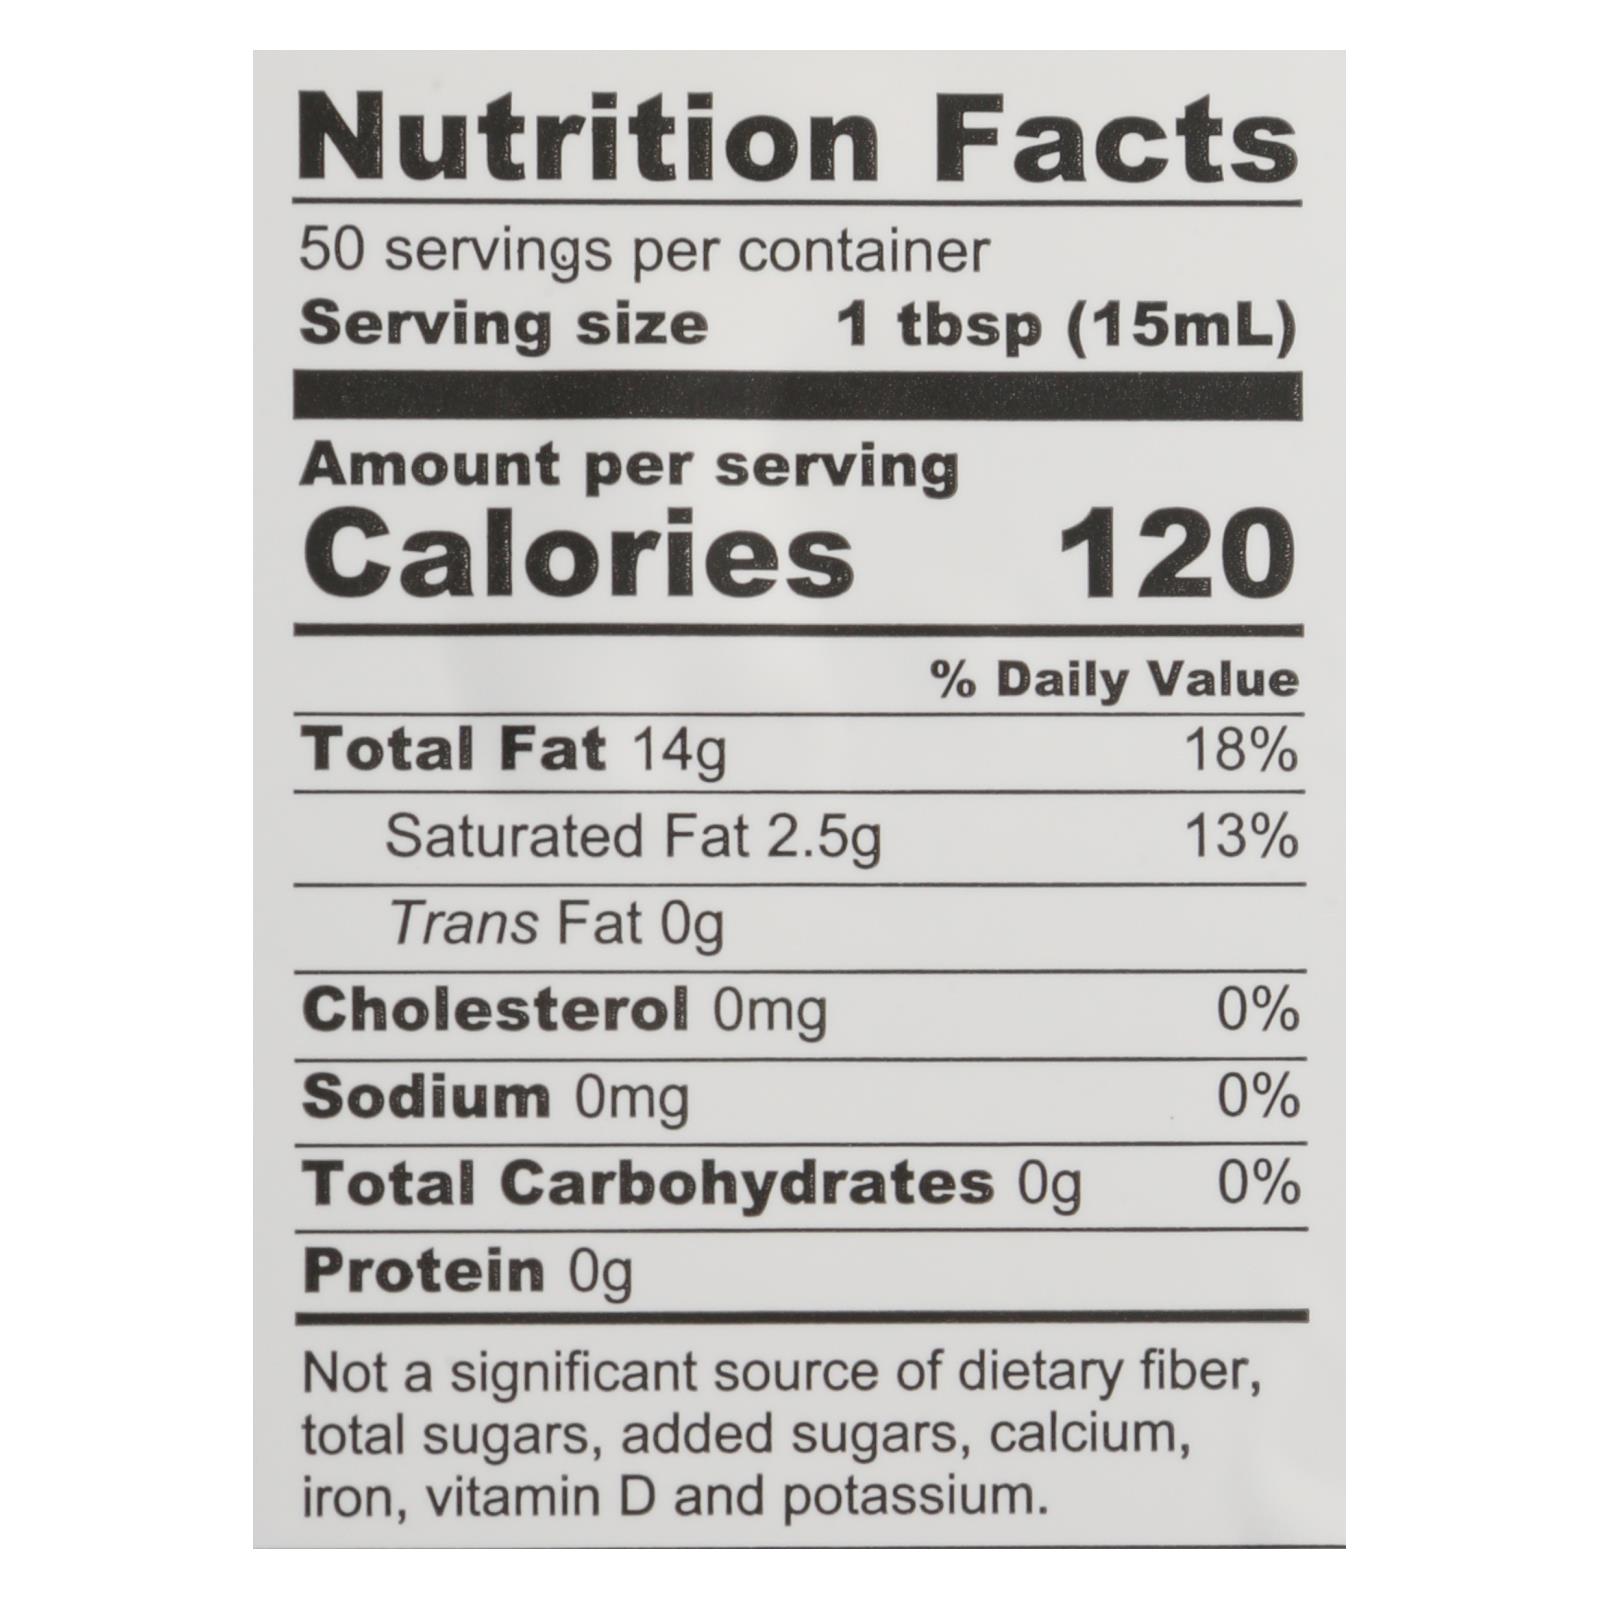 Nutrition Facts
50 servings per container
Serving size 1 tbsp (15mL)
Amount per serving
Calories 120
% Daily Value
Total Fat 14g 18%
Saturated Fat 2.5g 13%
Trans Fat 0g
Cholesterol 0mg 0%
Sodium 0mg 0%
Total Carbohydrates 0g 0%
Protein 0g
Not a significant source of dietary fiber,
total sugars, added sugars, calcium,
iron, vitamin D and potassium.